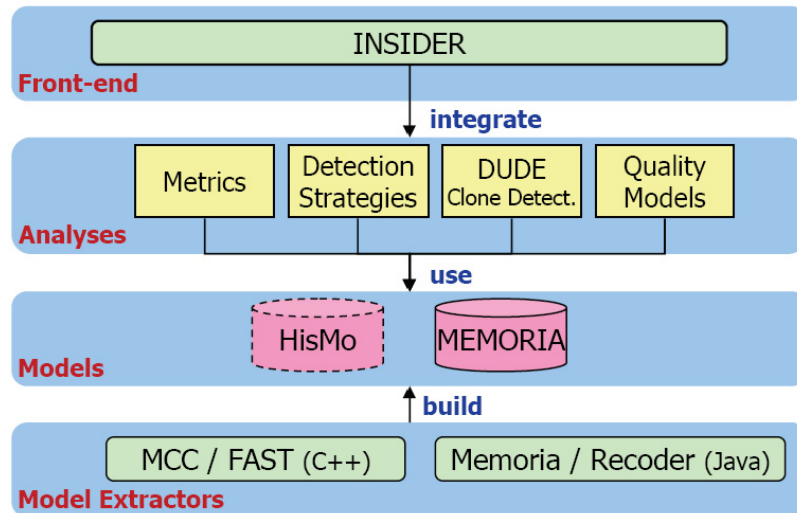 INSIDER
Front-end
integrate
Metrics
Detection
Strategies
DUDE
Clone Detect.
Quality
Models
Analyses
use
HisMo
MEMORIA
Models
build
MCC / FAST (C++)
Memoria / Recoder (Java)
Model Extractors